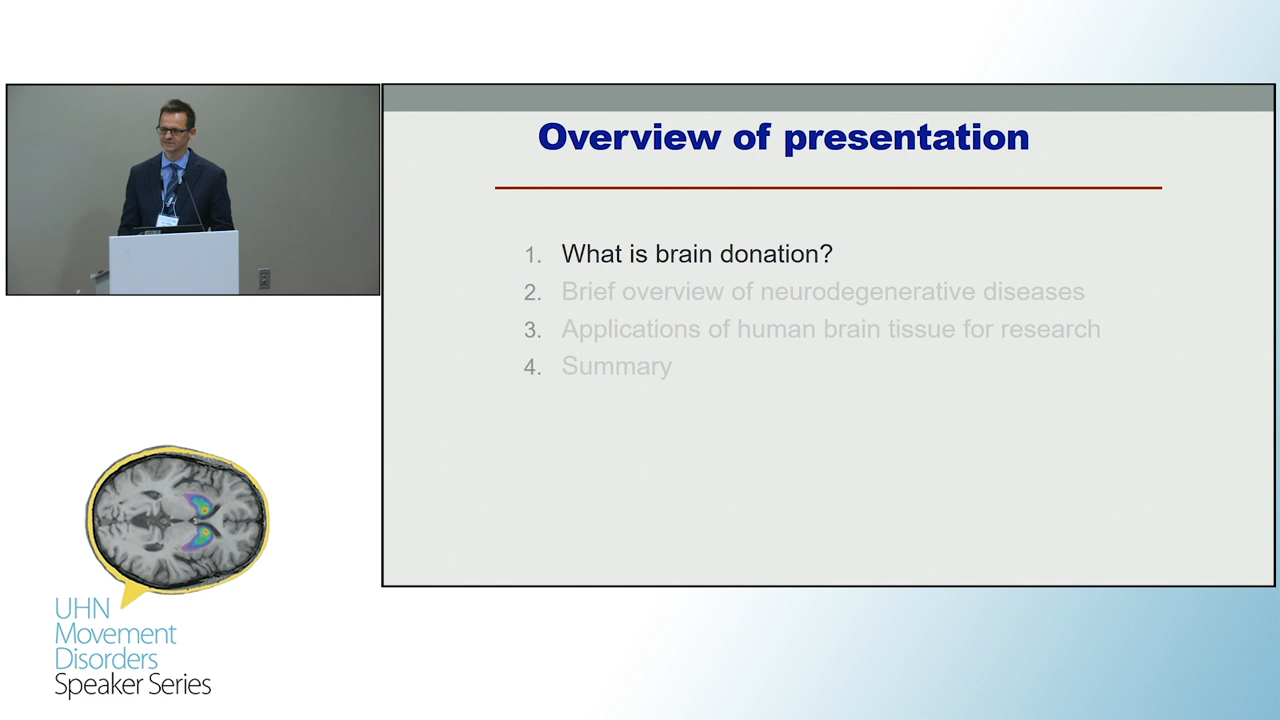 Overview of presentation
1. What is brain donation?
2. Brief overview of neurodegenerative diseases
3. Applications of human brain tissue for research
4. Summary
UHN
Movement
Disorders
Speaker Series